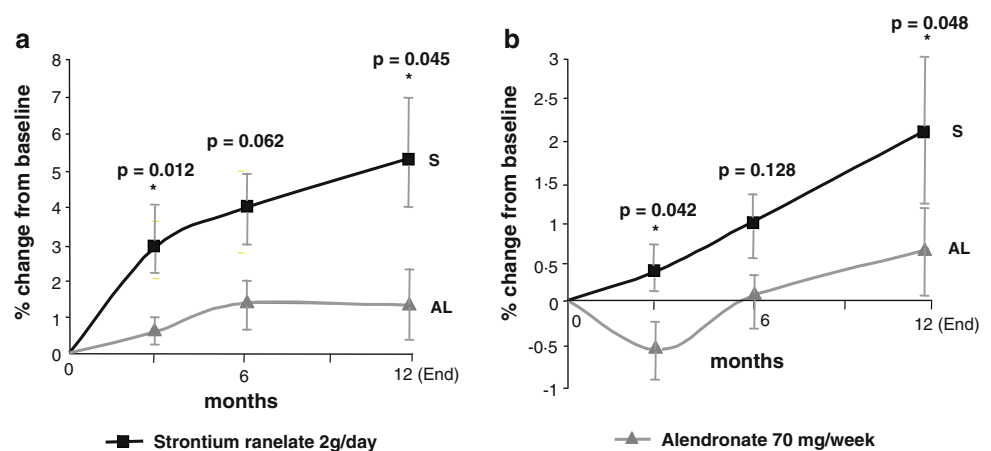 a
% change from baseline
8
7
6
5
4
3
2
1
0
p = 0.012
*
p = 0.062
p = 0.045
*
S
AL
0
6
12 (End)
months
b
% change from baseline
3
2·5
2
1·5
1
0·5
0
-0·5
-1
p = 0.042
*
p = 0.128
p = 0.048
*
S
AL
0
6
12 (End)
months
Strontium ranelate 2g/day
Alendronate 70 mg/week